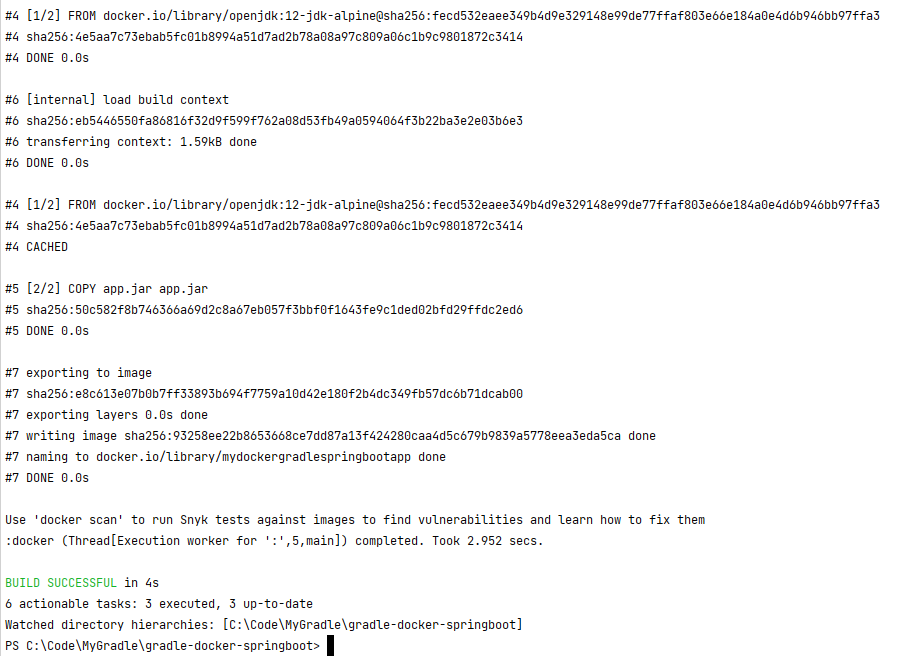 #4 [1/2] FROM docker.io/library/openjdk:12-jdk-alpine@sha256:fecd532eaee349b4d9e329148e99de77ffaf803e66e184a0e4d6b946bb97ffa3
#4 sha256:4e5aa7c73ebab5fc01b8994a51d7ad2b78a08a97c809a06c1b9c9801872c3414
#4 DONE 0.0s
#6 [internal] load build context
#6 sha256:eb5446550fa86816f32d9f599f762a08d53fb49a0594064f3b22ba3e2e03b6e3
#6 transferring context: 1.59kB done
#6 DONE 0.0s
#4 [1/2] FROM docker.io/library/openjdk:12-jdk-alpine@sha256:fecd532eaee349b4d9e329148e99de77ffaf803e66e184a0e4d6b946bb97ffa3
#4 sha256:4e5aa7c73ebab5fc01b8994a51d7ad2b78a08a97c809a06c1b9c9801872c3414
#4 CACHED
#5 [2/2] COPY app.jar app.jar
#5 sha256:50c582f8b746366a69d2c8a67eb057f3bbf0f1643fe9c1ded02bfd29ffdc2ed6
#5 DONE 0.0s
#7 exporting to image
#7 sha256:e8c613e07b0b7ff33893b694f7759a10d42e180f2b4dc349fb57dc6b71dcab00
#7 exporting layers 0.0s done
#7 writing image sha256:93258ee22b8653668ce7dd87a13f424280caa4d5c679b9839a5778eea3eda5ca done
#7 naming to docker.io/library/mydockergradlespringbootapp done
#7 DONE 0.0s
Use 'docker scan' to run Snyk tests against images to find vulnerabilities and learn how to fix them
:docker (Thread[Execution worker for ':',5,main]) completed. Took 2.952 secs.
BUILD SUCCESSFUL in 4s
6 actionable tasks: 3 executed, 3 up-to-date
Watched directory hierarchies: [C:\Code\MyGradle\gradle-docker-springboot]
PS C:\Code\MyGradle\gradle-docker-springboot>